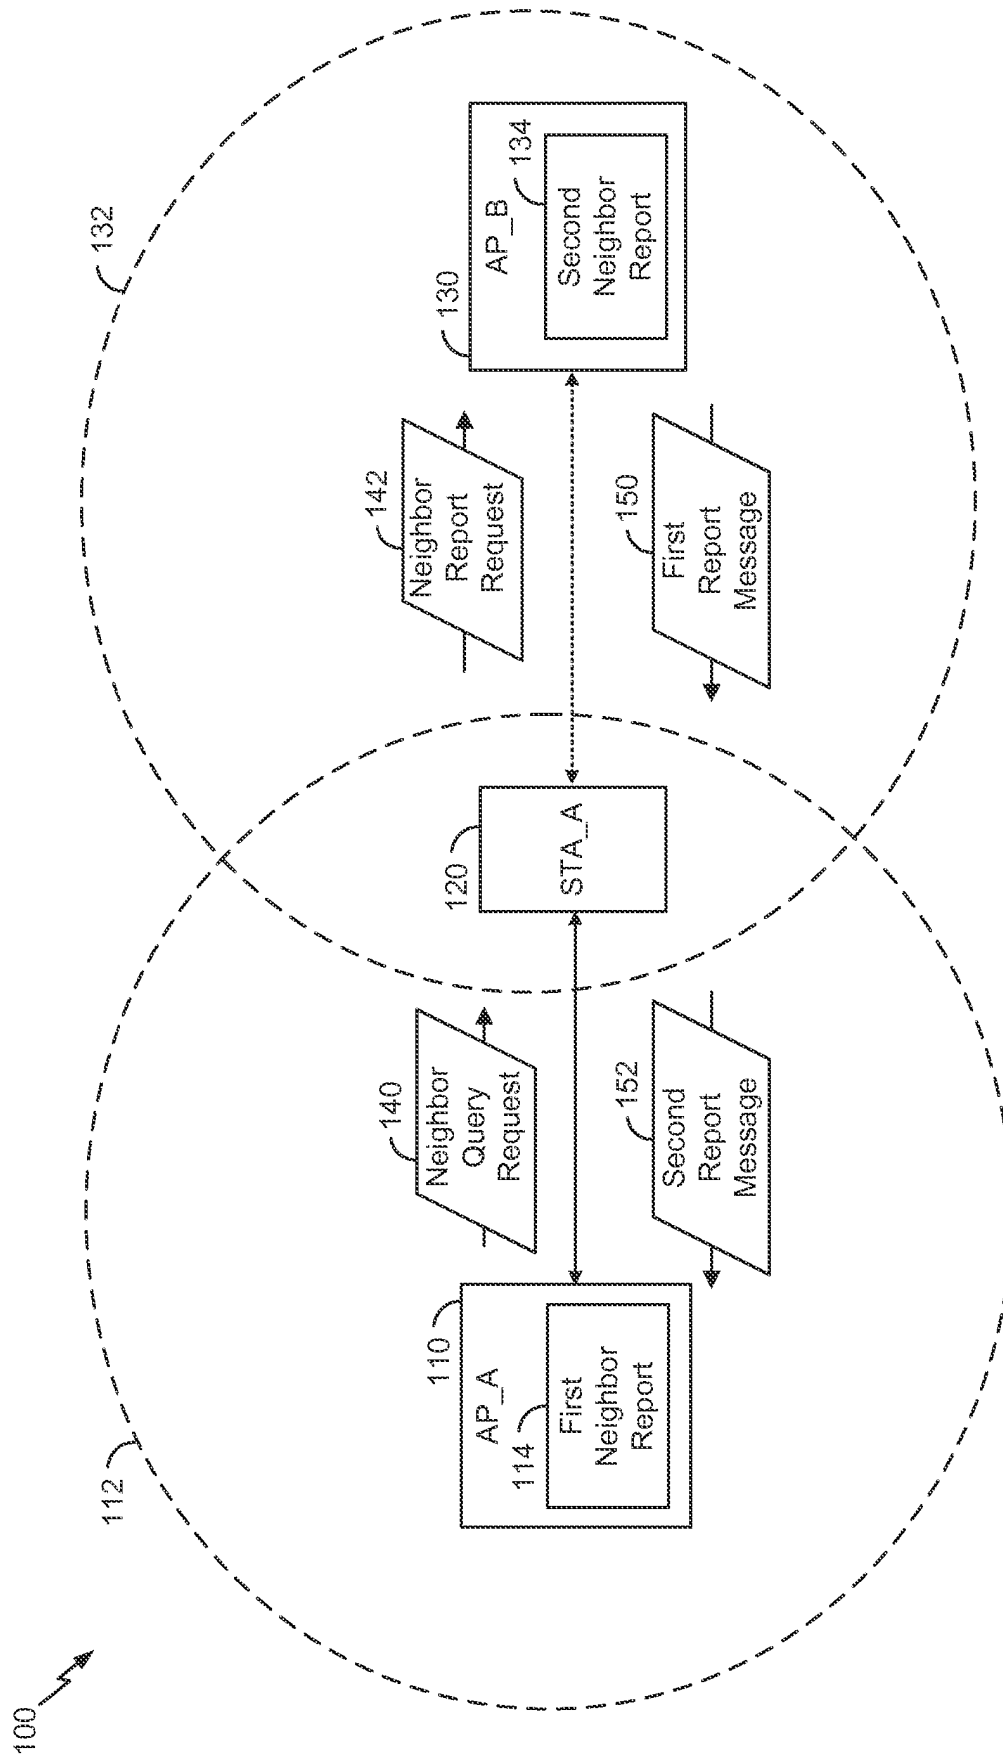 100
112
132
AP_A
110
114
First
Neighbor
Report
140
Neighbor
Query
Request
152
Second
Report
Message
120
STA_A
142
Neighbor
Report
Request
150
First
Report
Message
130
AP_B
134
Second
Neighbor
Report